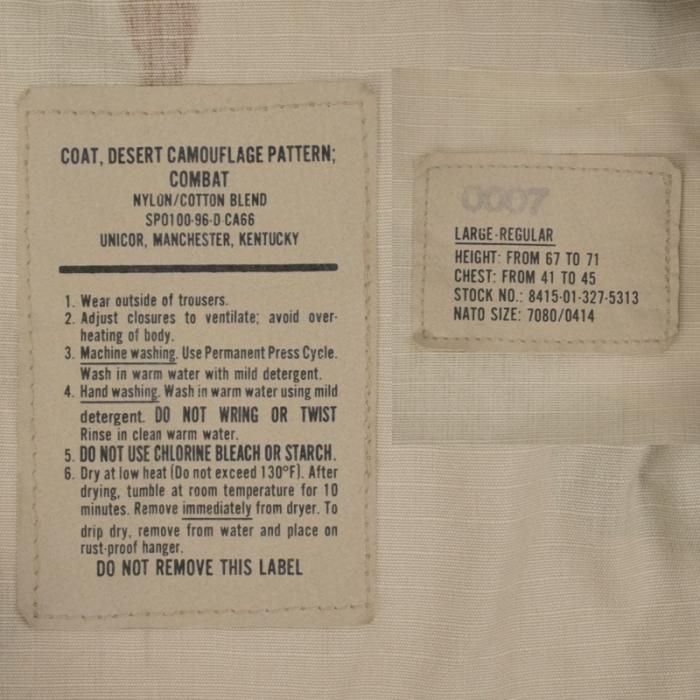 COAT, DESERT CAMOUFLAGE PATTERN;
COMBAT
NYLON/COTTON BLEND
SPO100-96-D-CA66
UNICOR, MANCHESTER, KENTUCKY
1. Wear outside of trousers.
2. Adjust closures to ventilate; avoid over-
heating of body.
3. Machine washing. Use Permanent Press Cycle.
Wash in warm water with mild detergent.
4. Hand washing. Wash in warm water using mild
detergent. DO NOT WRING OR TWIST
Rinse in clean warm water.
5. DO NOT USE CHLORINE BLEACH OR STARCH.
6. Dry at low heat (Do not exceed 130°F). After
drying, tumble at room temperature for 10
minutes. Remove immediately from dryer. To
drip dry, remove from water and place on
rust-proof hanger.
DO NOT REMOVE THIS LABEL
0007
LARGE-REGULAR
HEIGHT: FROM 67 TO 71
CHEST: FROM 41 TO 45
STOCK NO.: 8415-01-327-5313
NATO SIZE: 7080/0414